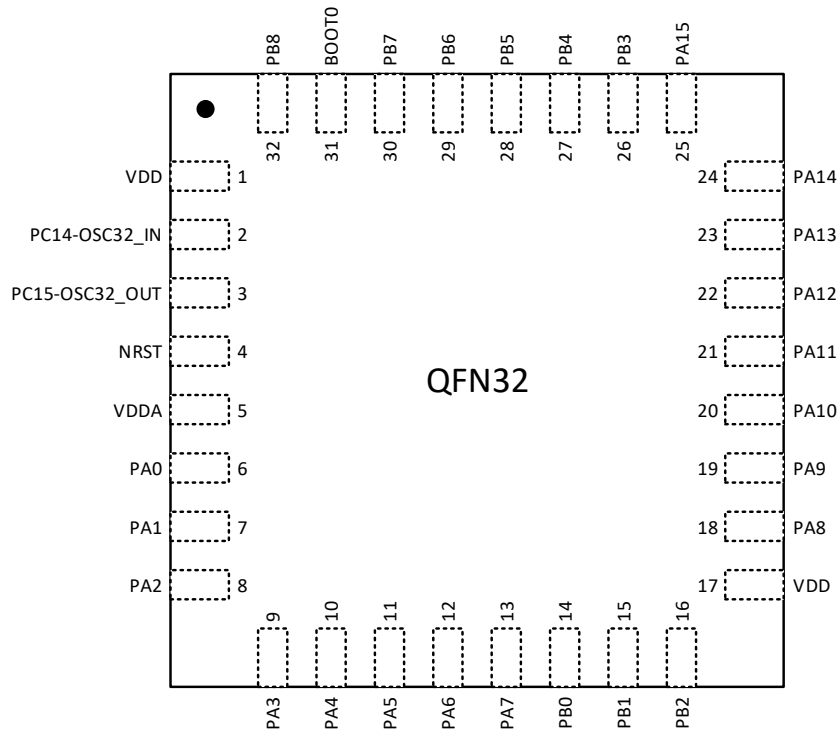 PB8 BOOT0 PB7 PB6 PB5 PB4 PB3 PA15
32 31 30 29 28 27 26 25
VDD 1 24 PA14
PC14-OSC32_IN 2 23 PA13
PC15-OSC32_OUT 3 22 PA12
NRST 4 21 PA11
QFN32
VDDA 5 20 PA10
PA0 6 19 PA9
PA1 7 18 PA8
PA2 8 17 VDD
9 10 11 12 13 14 15 16
PA3 PA4 PA5 PA6 PA7 PB0 PB1 PB2